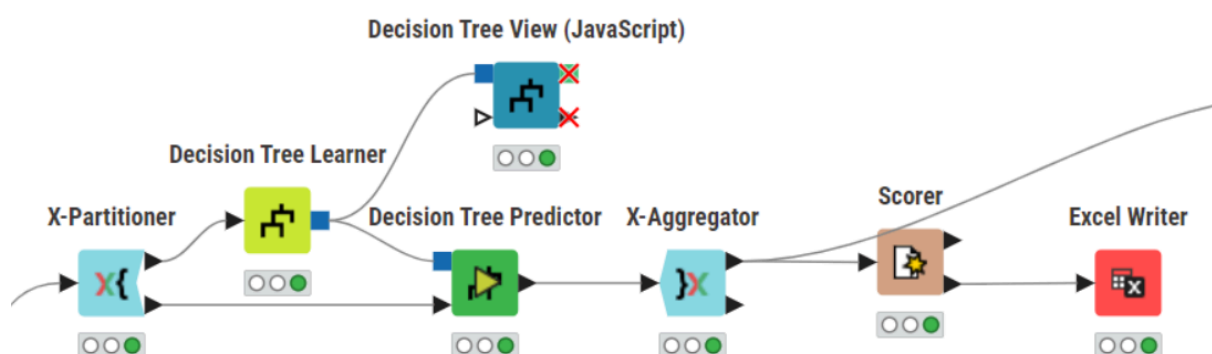 Decision Tree View (JavaScript)
Decision Tree Learner
X-Partitioner
Decision Tree Predictor
X-Aggregator
Scorer
Excel Writer
X{
}X
X